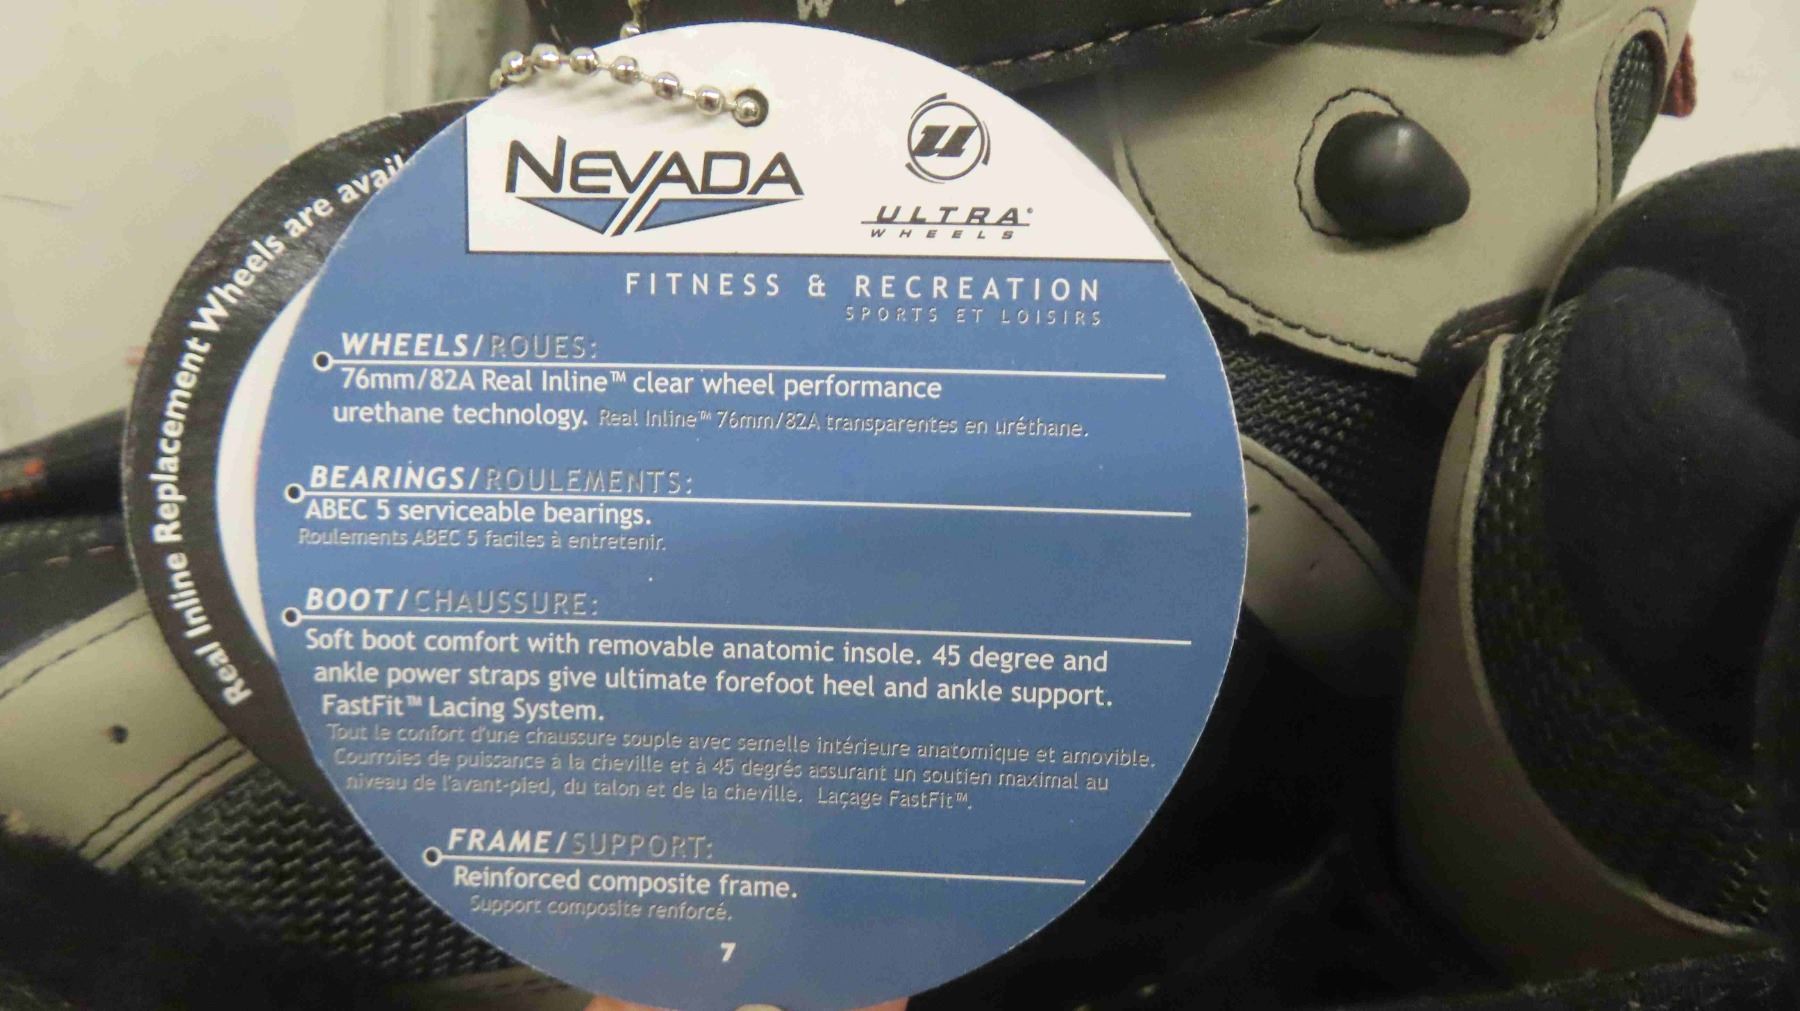 NEVADA
u
ULTRA®
WHEELS
FITNESS & RECREATION
SPORTS ET LOISIRS
WHEELS/ROUES:
76mm/82A Real Inline™ clear wheel performance
urethane technology. Real Inline™ 76mm/82A transparentes en uréthane.
BEARINGS/ROULEMENTS:
ABEC 5 serviceable bearings.
Roulements ABEC 5 faciles à entretenir.
BOOT/CHAUSSURE:
Soft boot comfort with removable anatomic insole. 45 degree and
ankle power straps give ultimate forefoot heel and ankle support.
FastFit™ Lacing System.
Tout le confort d'une chaussure souple avec semelle intérieure anatomique et amovible.
Courroies de puissance à la cheville et à 45 degrés assurant un soutien maximal au
niveau de l'avant-pied, du talon et de la cheville. Laçage FastFit™.
FRAME/SUPPORT:
Reinforced composite frame.
Support composite renforcé.
7
Real Inline Replacement Wheels are